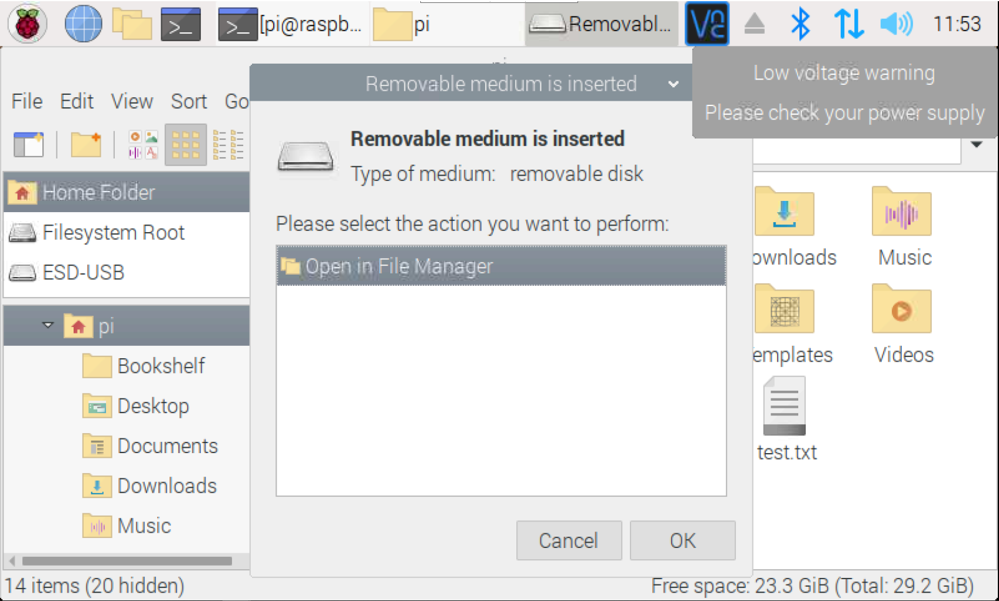 [pi@raspb...
pi
Removabl...
11:53
Low voltage warning
Please check your power supply
File Edit View Sort Go
Removable medium is inserted
Removable medium is inserted
Type of medium: removable disk
Please select the action you want to perform:
Open in File Manager
Cancel
OK
Home Folder
Filesystem Root
ESD-USB
pi
Bookshelf
Desktop
Documents
Downloads
Music
ownloads
Music
emplates
Videos
test.txt
14 items (20 hidden)
Free space: 23.3 GiB (Total: 29.2 GiB)